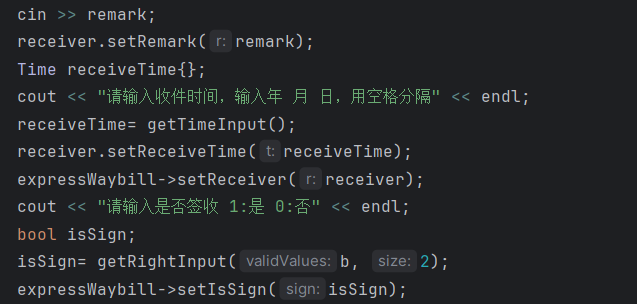 cin >> remark;
receiver.setRemark( r: remark);
Time receiveTime{};
cout << "请输入收件时间，输入年 月 日，用空格分隔" << endl;
receiveTime= getTimeInput();
receiver.setReceiveTime( t: receiveTime);
expressWaybill->setReceiver( r: receiver);
cout << "请输入是否签收 1:是 0:否" << endl;
bool isSign;
isSign= getRightInput( validValues: b, size: 2);
expressWaybill->setIsSign( sign: isSign);